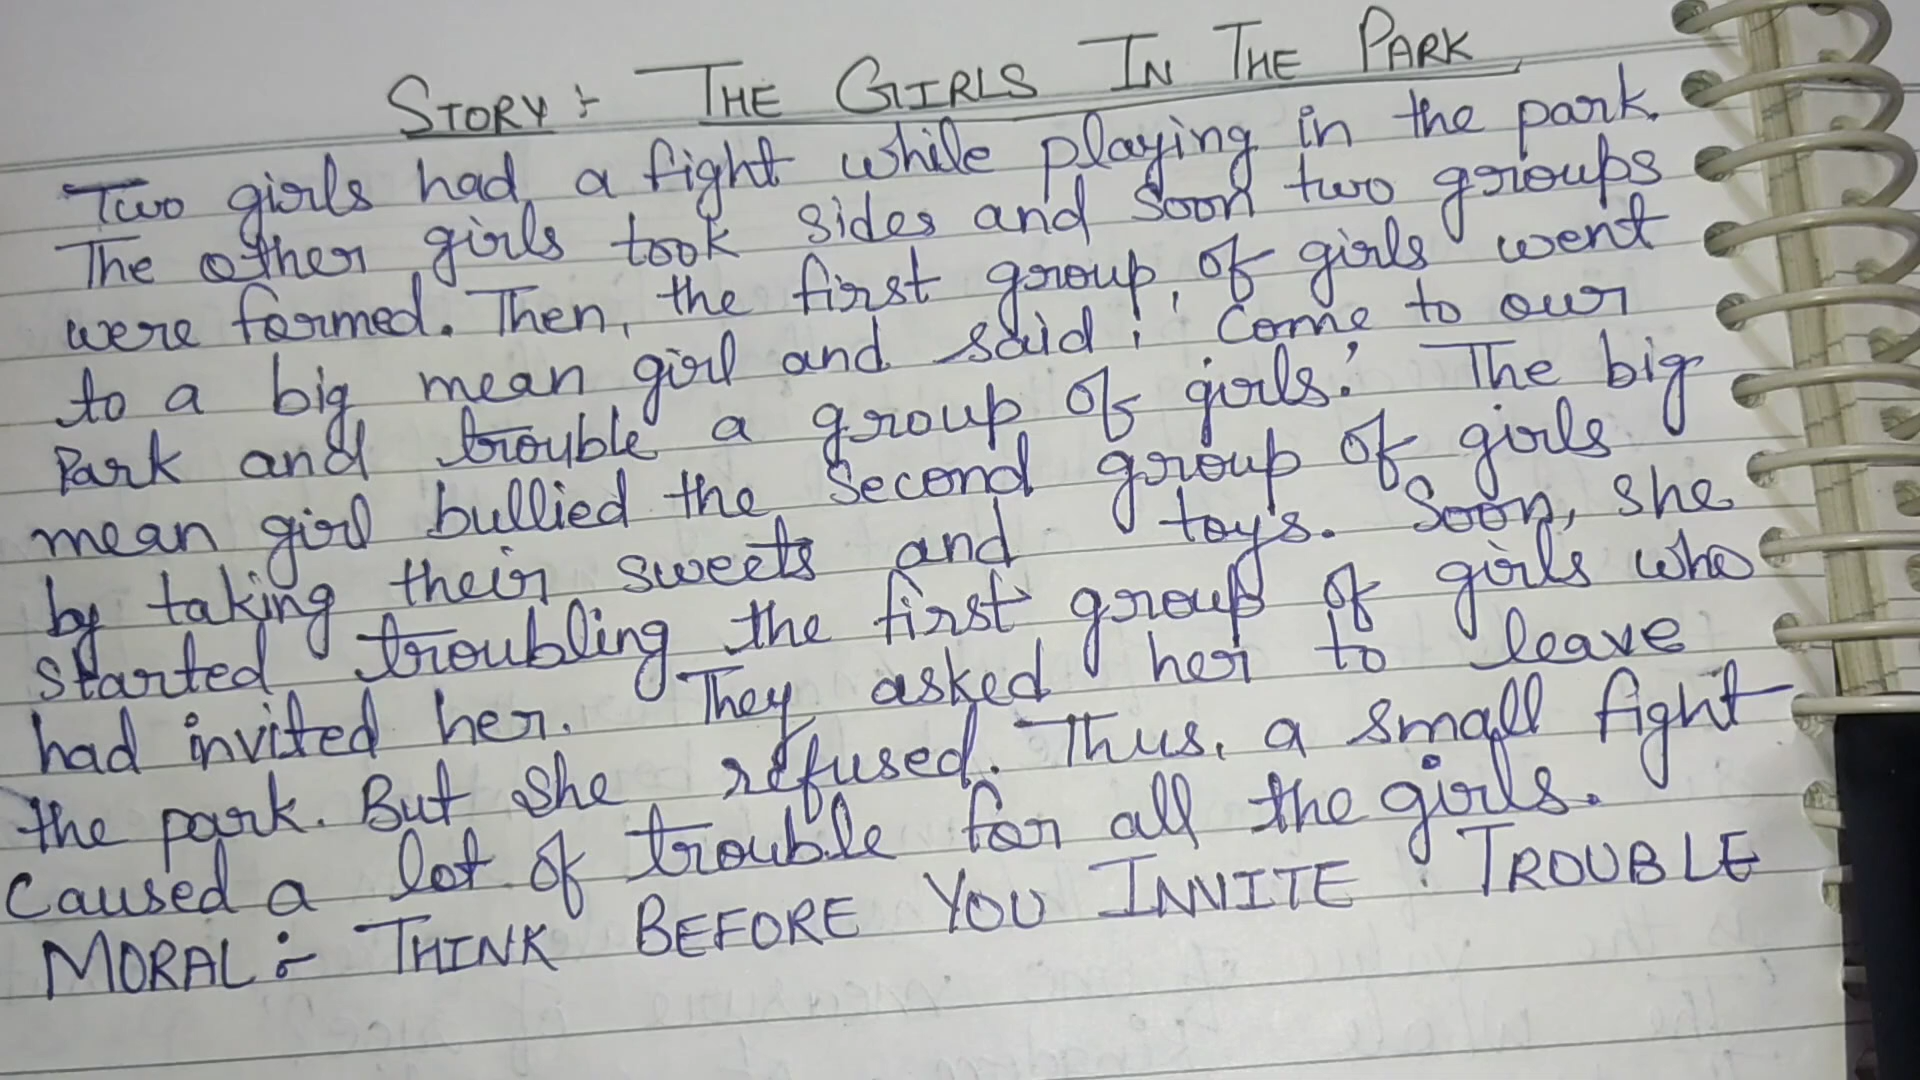 STORY :- THE GIRLS IN THE PARK
Two girls had a fight while playing in the park.
The other girls took sides and soon two groups
were formed. Then, the first group of girls went
to a big mean girl and said: 'Come to our
Park and trouble a group of girls.' The big
mean girl bullied the second group of girls
by taking their sweets and toys. Soon, she
started troubling the first group of girls who
had invited her. They asked her to leave
the park. But she refused. Thus, a small fight
caused a lot of trouble for all the girls.
MORAL :- THINK BEFORE YOU INVITE TROUBLE